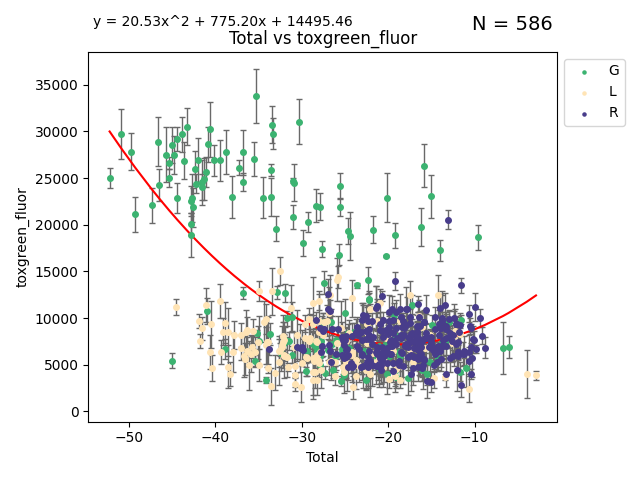 y = 20.53x^2 + 775.20x + 14495.46
N = 586
Total vs toxgreen_fluor
35000
30000
25000
20000
15000
10000
5000
0
toxgreen_fluor
−50
−40
−30
−20
−10
Total
G
L
R